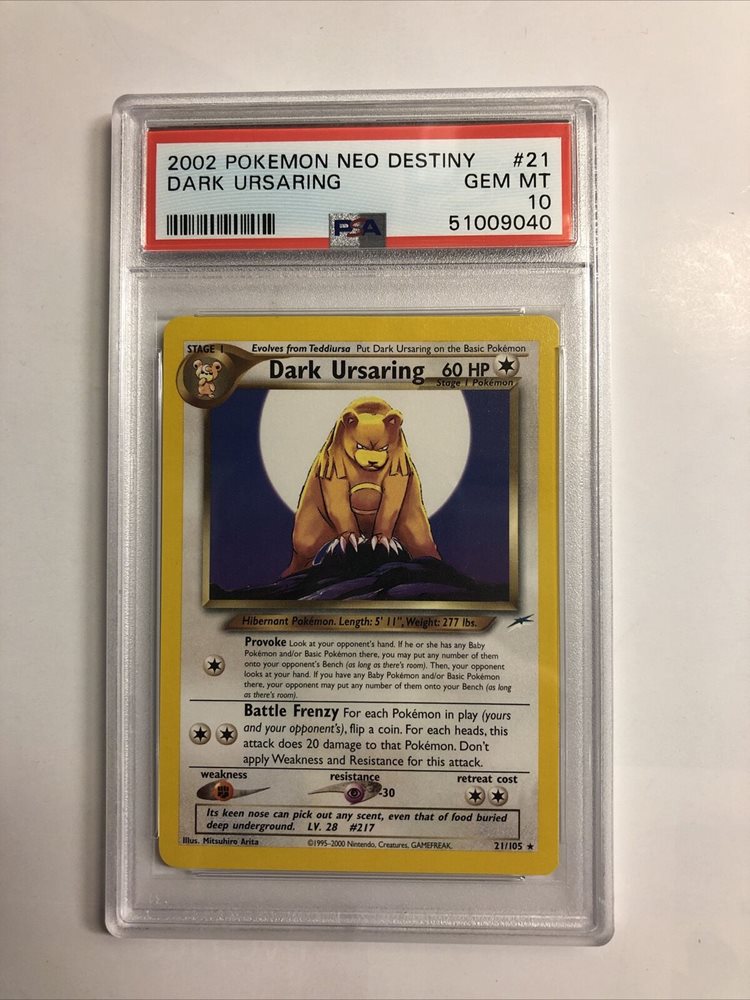 2002 POKEMON NEO DESTINY #21
DARK URSARING GEM MT
10
PSA 51009040
STAGE 1 Evolves from Teddiursa Put Dark Ursaring on the Basic Pokémon
Dark Ursaring 60 HP
Stage 1 Pokémon
Hibernant Pokémon. Length: 5' 11", Weight: 277 lbs.
Provoke Look at your opponent's hand. If he or she has any Baby
Pokémon and/or Basic Pokémon there, you may put any number of them
onto your opponent's Bench (as long as there's room). Then, your opponent
looks at your hand. If you have any Baby Pokémon and/or Basic Pokémon
there, your opponent may put any number of them onto your Bench (as long
as there's room).
Battle Frenzy For each Pokémon in play (yours
and your opponent's), flip a coin. For each heads, this
attack does 20 damage to that Pokémon. Don't
apply Weakness and Resistance for this attack.
weakness resistance retreat cost
-30
Its keen nose can pick out any scent, even that of food buried
deep underground. LV. 28 #217
Illus. Mitsuhiro Arita ©1995-2000 Nintendo, Creatures, GAMEFREAK. 21/105 ★